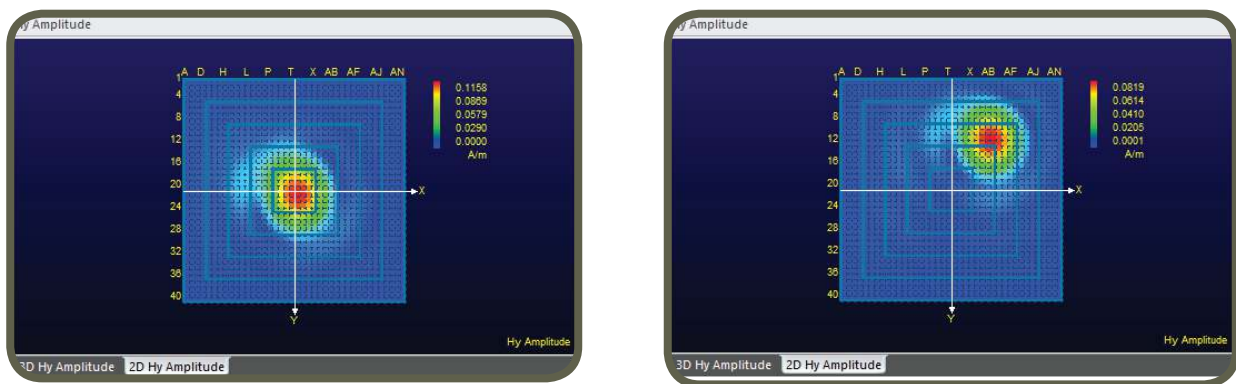 Hy Amplitude
A D H L P T X AB AF AJ AN
1
4
8
12
16
20
24
28
32
36
40
X
Y
0.1158
0.0869
0.0579
0.0290
0.0000
A/m
Hy Amplitude
3D Hy Amplitude 2D Hy Amplitude
Hy Amplitude
A D H L P T X AB AF AJ AN
1
4
8
12
16
20
24
28
32
36
40
X
Y
0.0819
0.0614
0.0410
0.0205
0.0001
A/m
Hy Amplitude
3D Hy Amplitude 2D Hy Amplitude